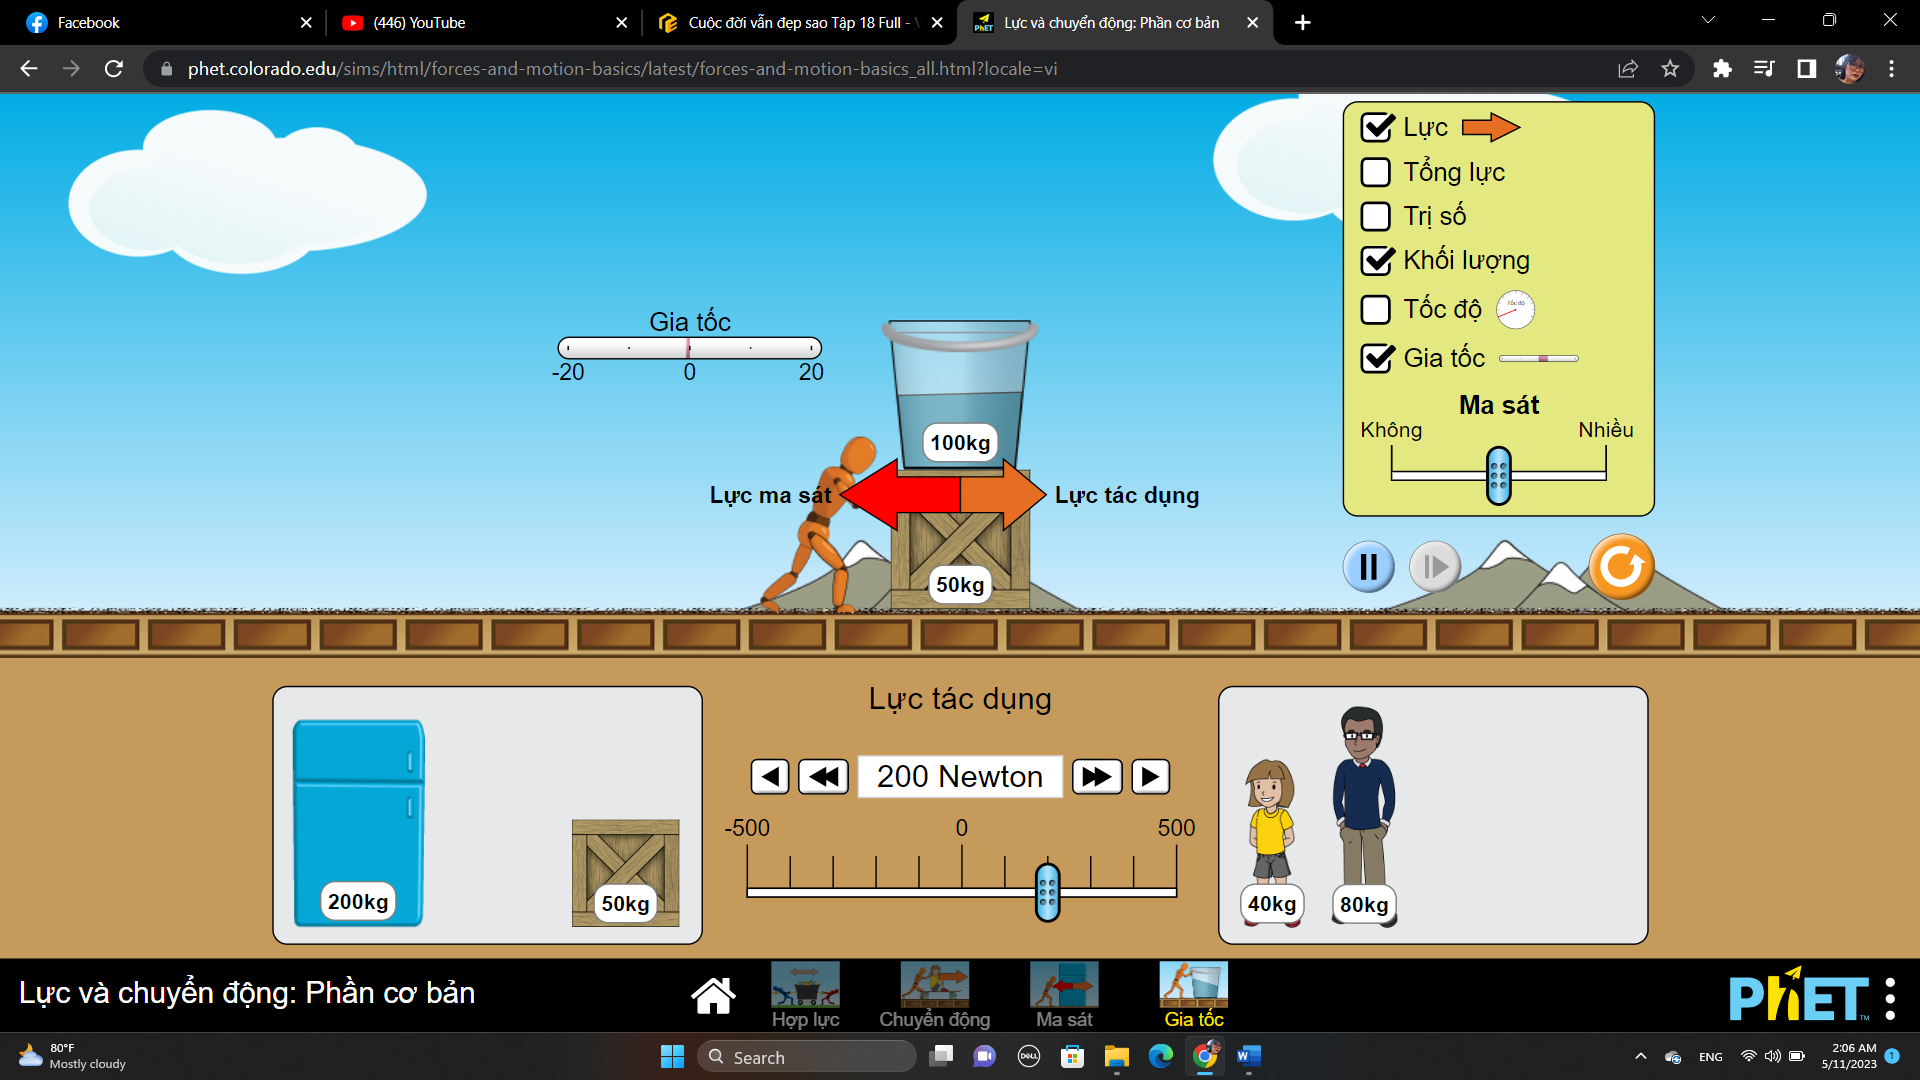 Facebook
(446) YouTube
Cuộc đời vẫn đẹp sao Tập 18 Full -
Lực và chuyển động: Phần cơ bản
phet.colorado.edu/sims/html/forces-and-motion-basics/latest/forces-and-motion-basics_all.html?locale=vi
Lực
Tổng lực
Trị số
Khối lượng
Tốc độ
Tốc độ
Gia tốc
Ma sát
Không Nhiều
Gia tốc
-20 0 20
100kg
Lực ma sát Lực tác dụng
50kg
Lực tác dụng
200 Newton
-500 0 500
200kg
50kg
40kg
80kg
Lực và chuyển động: Phần cơ bản
Hợp lực
Chuyển động
Ma sát
Gia tốc
PhET
TM
80°F
Mostly cloudy
Search
DELL
W
ENG
2:06 AM
5/11/2023
1